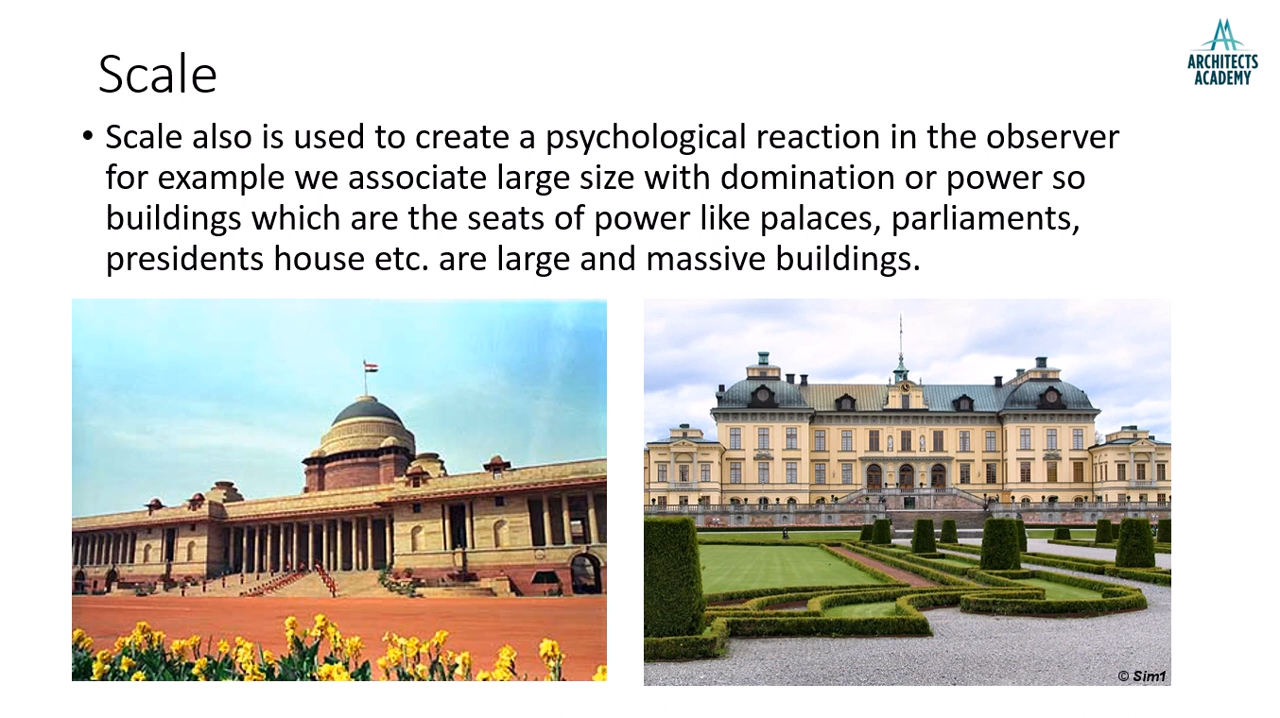 Scale
ARCHITECTS
ACADEMY
• Scale also is used to create a psychological reaction in the observer
for example we associate large size with domination or power so
buildings which are the seats of power like palaces, parliaments,
presidents house etc. are large and massive buildings.
© Sim1